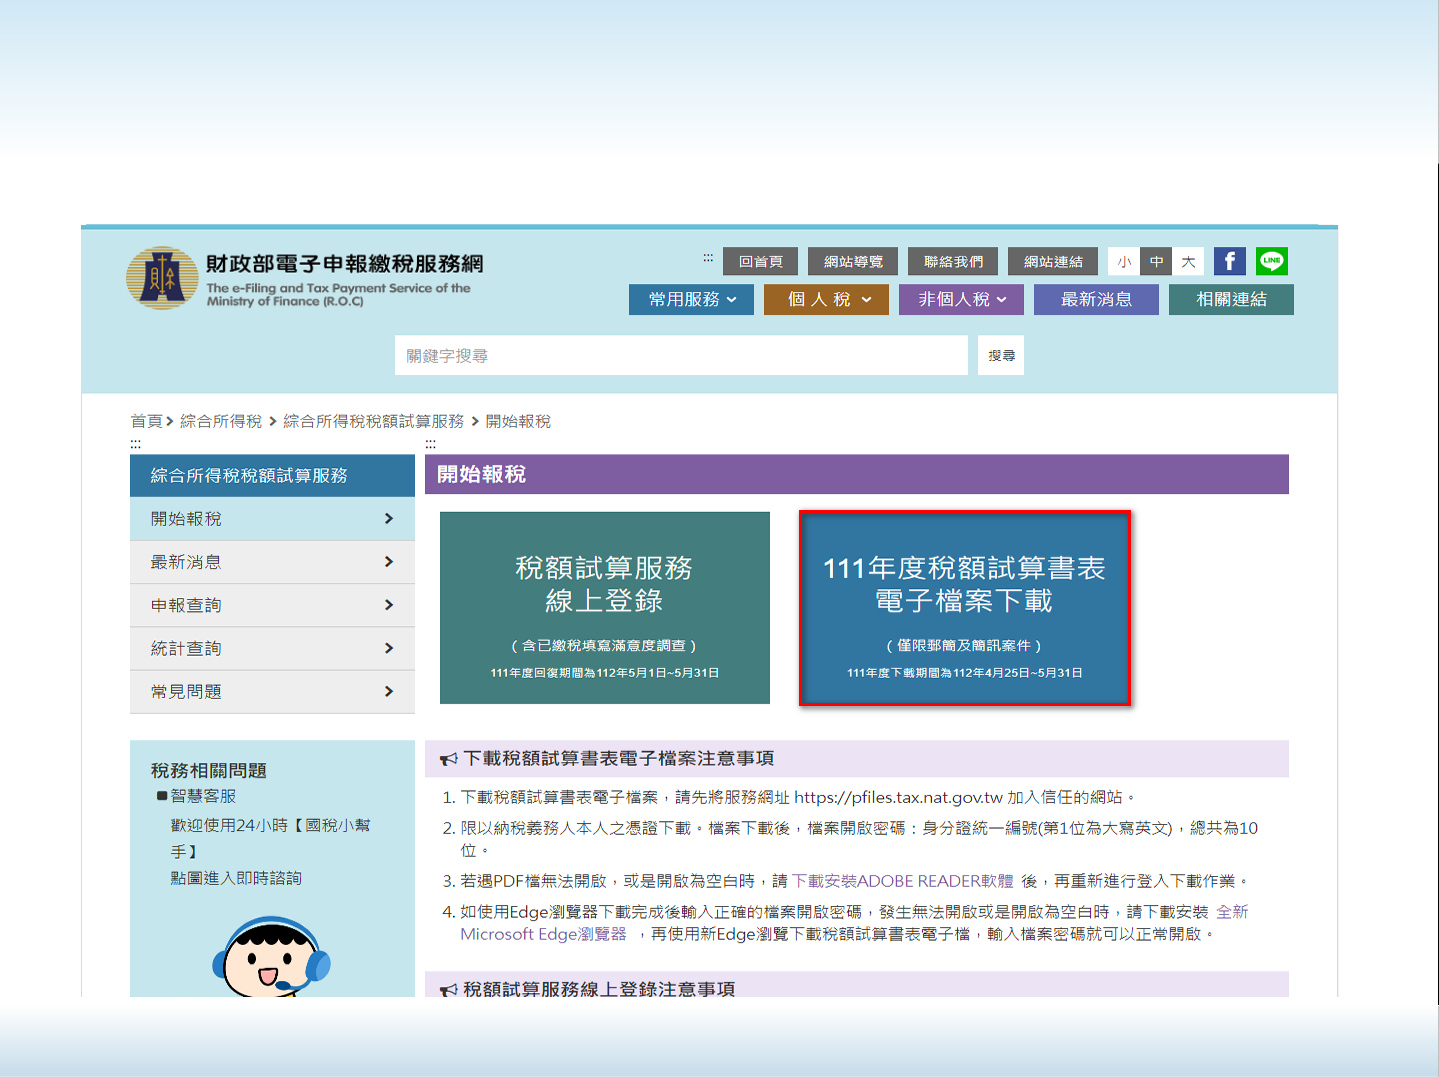 財政部電子申報繳稅服務網
The e-Filing and Tax Payment Service of the
Ministry of Finance (R.O.C)
:::
回首頁
網站導覽
聯絡我們
網站連結
小
中
大
f
LINE
常用服務
個 人 稅
非個人稅
最新消息
相關連結
關鍵字搜尋
搜尋
首頁 > 綜合所得稅 > 綜合所得稅稅額試算服務 > 開始報稅
:::
綜合所得稅稅額試算服務
開始報稅
最新消息
申報查詢
統計查詢
常見問題
稅務相關問題
智慧客服
歡迎使用24小時【國稅小幫
手】
點圖進入即時諮詢
:::
開始報稅
稅額試算服務
線上登錄
( 含已繳稅填寫滿意度調查 )
111年度回復期間為112年5月1日~5月31日
111年度稅額試算書表
電子檔案下載
( 僅限郵簡及簡訊案件 )
111年度下載期間為112年4月25日~5月31日
下載稅額試算書表電子檔案注意事項
1. 下載稅額試算書表電子檔案，請先將服務網址 https://pfiles.tax.nat.gov.tw 加入信任的網站。
2. 限以納稅義務人本人之憑證下載。檔案下載後，檔案開啟密碼：身分證統一編號(第1位為大寫英文)，總共為10
位。
3. 若遇PDF檔無法開啟，或是開啟為空白時，請 下載安裝ADOBE READER軟體 後，再重新進行登入下載作業。
4. 如使用Edge瀏覽器下載完成後輸入正確的檔案開啟密碼，發生無法開啟或是開啟為空白時，請下載安裝 全新
Microsoft Edge瀏覽器 ，再使用新Edge瀏覽下載稅額試算書表電子檔，輸入檔案密碼就可以正常開啟。
稅額試算服務線上登錄注意事項